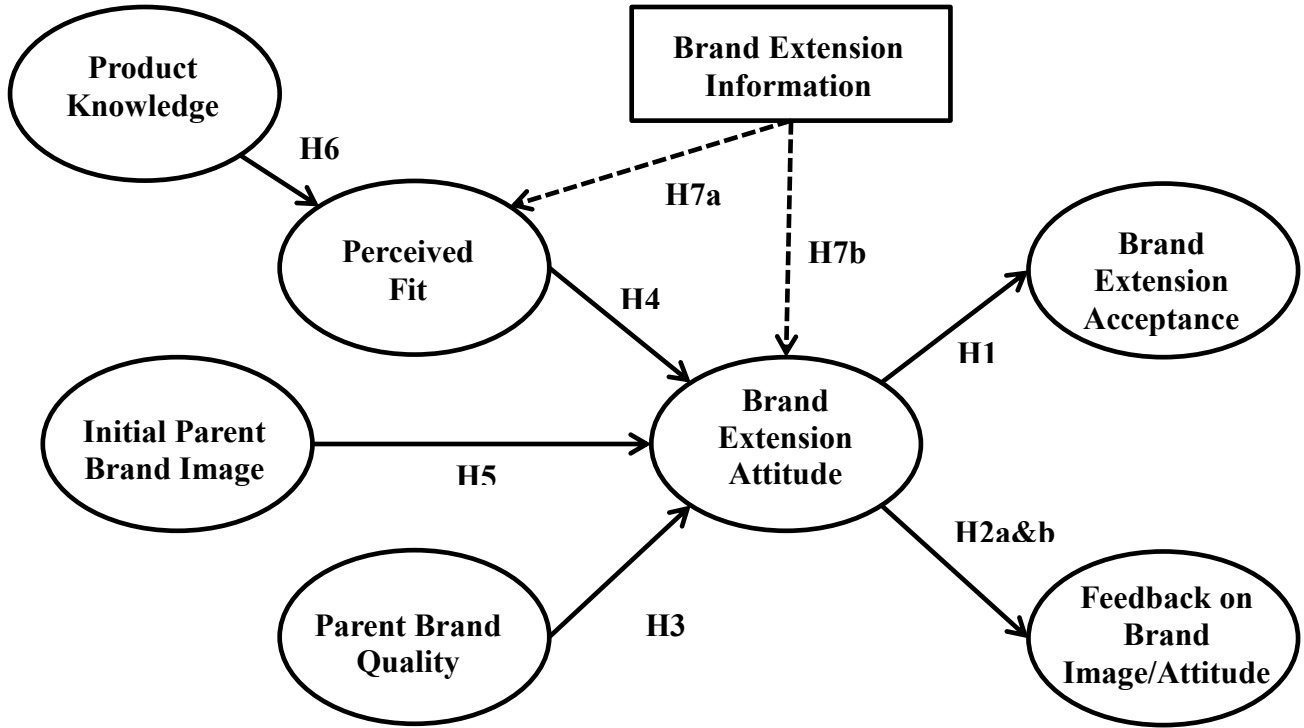 Product
Knowledge
Brand Extension
Information
H6
H7a
H7b
Perceived
Fit
H4
Brand
Extension
Acceptance
H1
Initial Parent
Brand Image
H5
Brand
Extension
Attitude
H2a&b
Parent Brand
Quality
H3
Feedback on
Brand
Image/Attitude